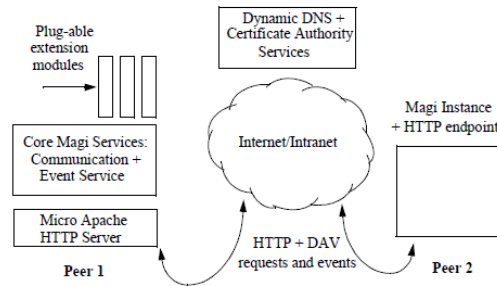 Plug-able
extension
modules
Dynamic DNS +
Certificate Authority
Services
Core Magi Services:
Communication +
Event Service
Internet/Intranet
Magi Instance
+ HTTP endpoint
Micro Apache
HTTP Server
HTTP + DAV
requests and events
Peer 1
Peer 2